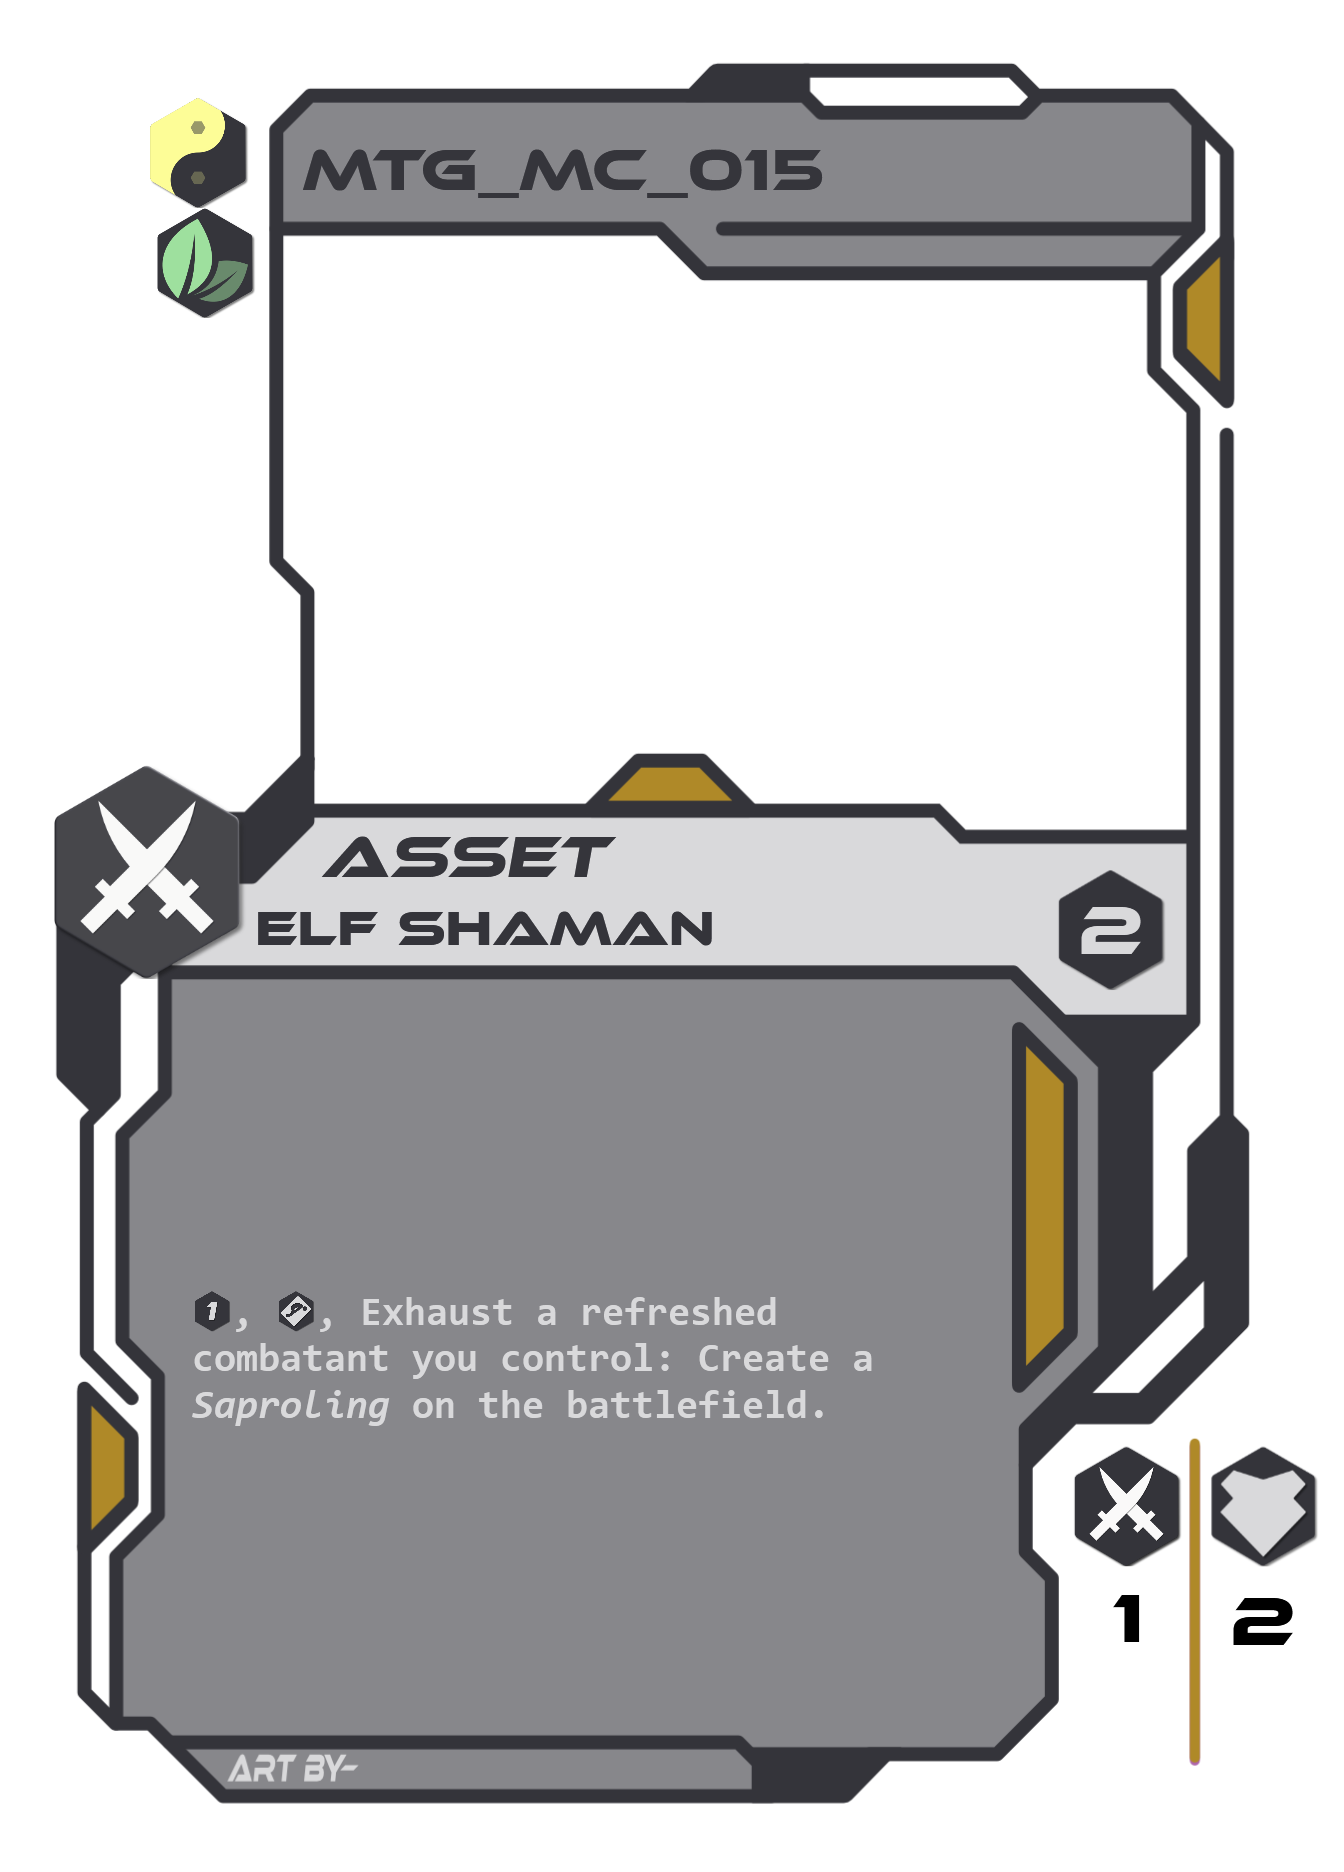 MTG_MC_015
ASSET
ELF SHAMAN
2
1, , Exhaust a refreshed
combatant you control: Create a
Saproling on the battlefield.
1
2
ART BY-